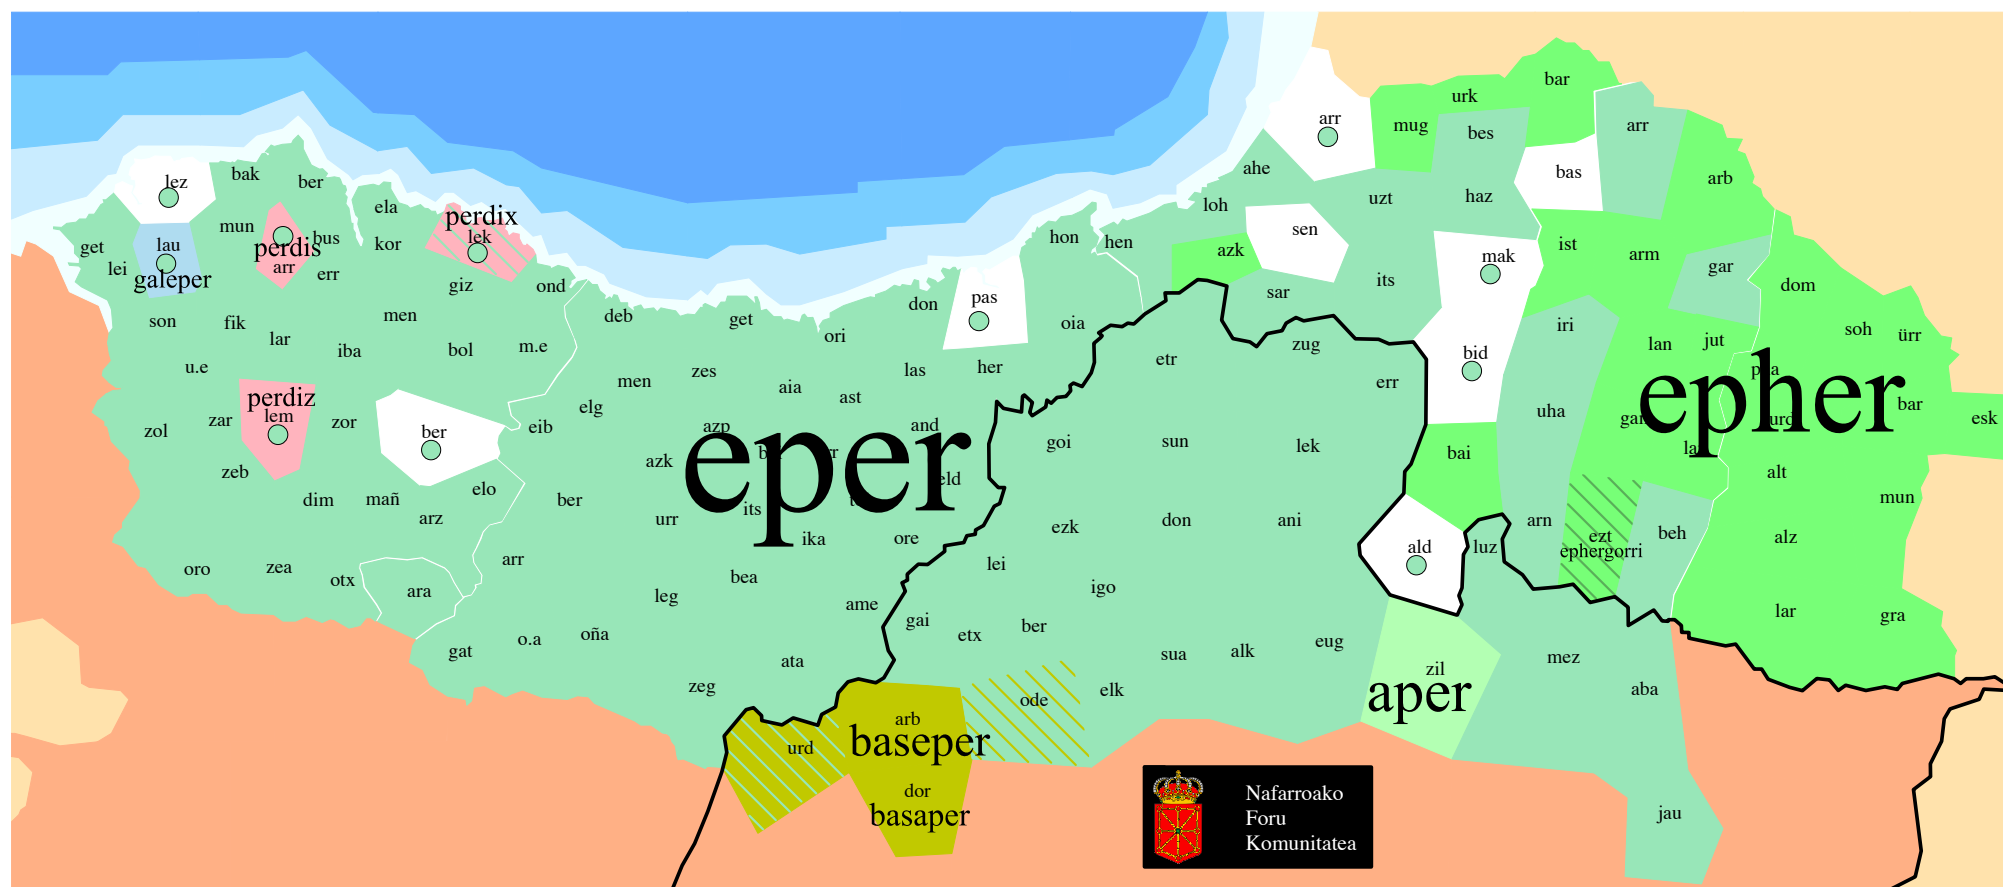 bar
urk
arr
mug
bes
arr
lez
bak
ber
ahe
bas
arb
ela
perdix
loh
uzt
haz
get
lau
mun
perdis
bus
kor
lek
hon
hen
azk
sen
ist
arm
mak
gar
lei
galeper
arr
err
giz
ond
sar
its
dom
son
fik
men
deb
get
don
pas
ori
oia
iri
lan
jut
soh
ürr
lar
iba
bol
m.e
u.e
zes
las
her
etr
zug
bid
err
men
aia
ast
perdiz
lem
zar
zor
zol
ber
elg
eib
azp
and
eper
epher
uha
bar
esk
goi
sun
lek
bai
azk
eld
zeb
elo
dim
mañ
arz
ber
urr
its
ika
ore
ezk
don
ani
alt
mun
arn
luz
ald
ezt
ephergorri
beh
alz
oro
zea
otx
ara
arr
bea
leg
ame
lei
igo
gai
etx
ber
lar
gra
gat
o.a
oña
ata
zeg
sua
alk
eug
elk
ode
zil
aper
mez
aba
urd
arb
baseper
dor
basaper
jau
Nafarroako
Foru
Komunitatea